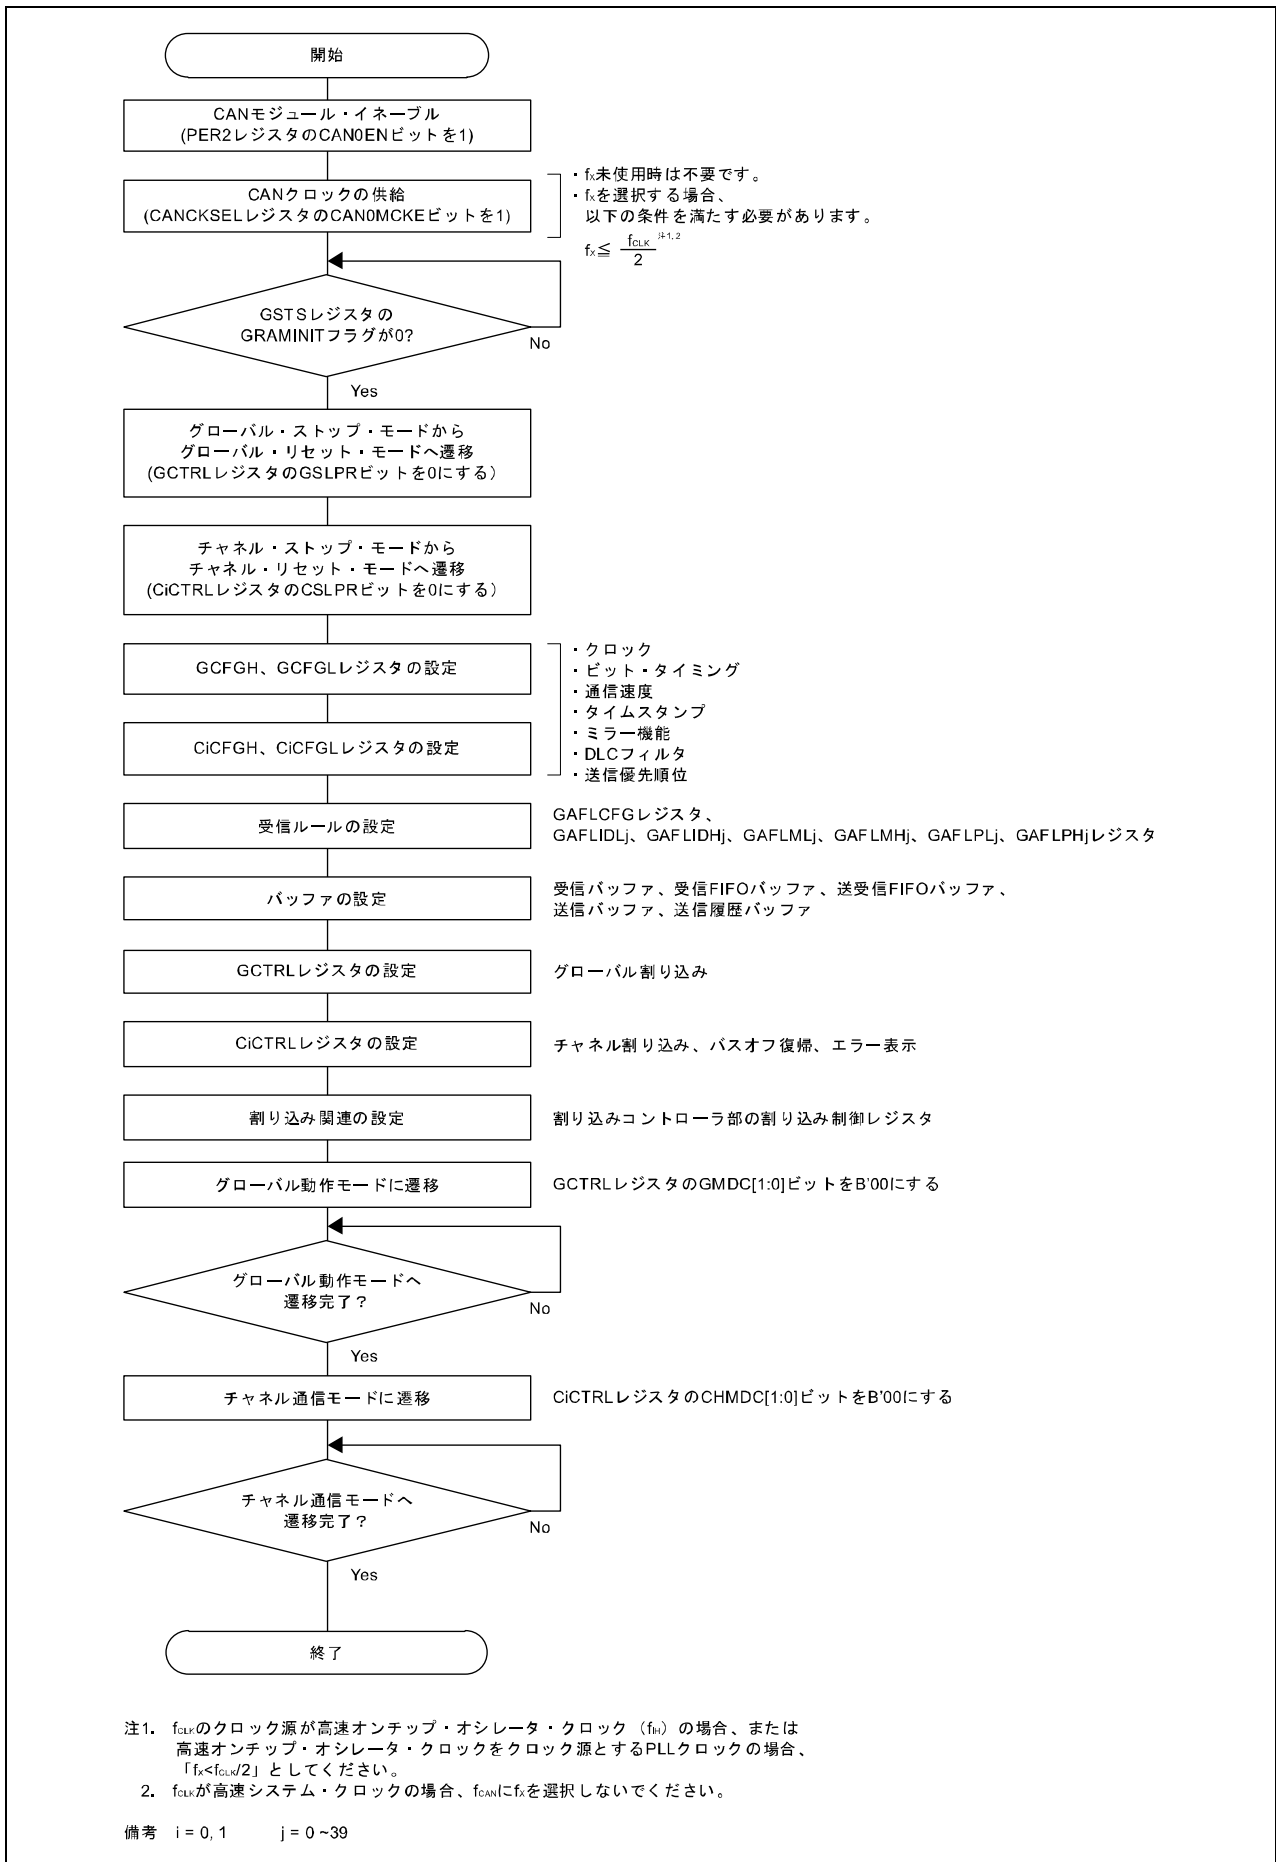 開始
CANモジュール・イネーブル
(PER2レジスタのCAN0ENビットを1)
CANクロックの供給
(CANCKSELレジスタのCAN0MCKEビットを1)
・fx未使用時は不要です。
・fxを選択する場合、
以下の条件を満たす必要があります。
fx≦ fCLK/2 注1, 2
GSTSレジスタの
GRAMINITフラグが0?
No
Yes
グローバル・ストップ・モードから
グローバル・リセット・モードへ遷移
(GCTRLレジスタのGSLPRビットを0にする)
チャネル・ストップ・モードから
チャネル・リセット・モードへ遷移
(CiCTRLレジスタのCSLPRビットを0にする)
GCFGH、GCFGLレジスタの設定
CiCFGH、CiCFGLレジスタの設定
・クロック
・ビット・タイミング
・通信速度
・タイムスタンプ
・ミラー機能
・DLCフィルタ
・送信優先順位
受信ルールの設定
GAFLCFGレジスタ、
GAFLIDLj、GAFLIDHj、GAFLMLj、GAFLMHj、GAFLPLj、GAFLPHjレジスタ
バッファの設定
受信バッファ、受信FIFOバッファ、送受信FIFOバッファ、
送信バッファ、送信履歴バッファ
GCTRLレジスタの設定
グローバル割り込み
CiCTRLレジスタの設定
チャネル割り込み、バスオフ復帰、エラー表示
割り込み関連の設定
割り込みコントローラ部の割り込み制御レジスタ
グローバル動作モードに遷移
GCTRLレジスタのGMDC[1:0]ビットをB'00にする
グローバル動作モードへ
遷移完了?
No
Yes
チャネル通信モードに遷移
CiCTRLレジスタのCHMDC[1:0]ビットをB'00にする
チャネル通信モードへ
遷移完了?
No
Yes
終了
注1. fCLKのクロック源が高速オンチップ・オシレータ・クロック（fIH）の場合、または
高速オンチップ・オシレータ・クロックをクロック源とするPLLクロックの場合、
「fx<fCLK/2」としてください。
2. fCLKが高速システム・クロックの場合、fCANにfxを選択しないでください。
備考 i = 0, 1 j = 0 ~39